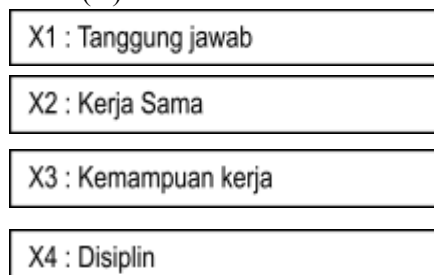 X1 : Tanggung jawab
X2 : Kerja Sama
X3 : Kemampuan kerja
X4 : Disiplin